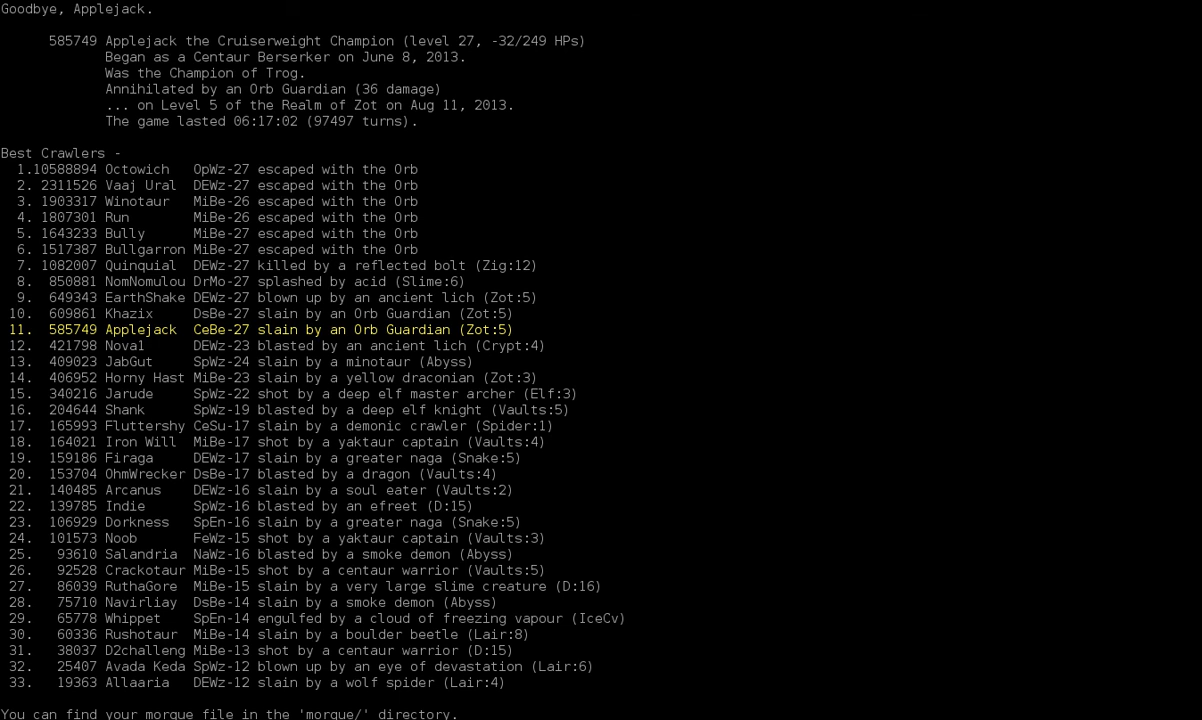 Goodbye, Applejack.
585749 Applejack the Cruiserweight Champion (level 27, -32/249 HPs)
Began as a Centaur Berserker on June 8, 2013.
Was the Champion of Trog.
Annihilated by an Orb Guardian (36 damage)
... on Level 5 of the Realm of Zot on Aug 11, 2013.
The game lasted 06:17:02 (97497 turns).
Best Crawlers -
1.10588894 Octowich OpWz-27 escaped with the Orb
2. 2311526 Vaaj Ural DEWz-27 escaped with the Orb
3. 1903317 Winotaur MiBe-26 escaped with the Orb
4. 1807301 Run MiBe-26 escaped with the Orb
5. 1643233 Bully MiBe-27 escaped with the Orb
6. 1517387 Bullgarron MiBe-27 escaped with the Orb
7. 1082007 Quinquial DEWz-27 killed by a reflected bolt (Zig:12)
8. 850881 NomNomulou DrMo-27 splashed by acid (Slime:6)
9. 649343 EarthShake DEWz-27 blown up by an ancient lich (Zot:5)
10. 609861 Khazix DsBe-27 slain by an Orb Guardian (Zot:5)
11. 585749 Applejack CeBe-27 slain by an Orb Guardian (Zot:5)
12. 421798 Nova1 DEWz-23 blasted by an ancient lich (Crypt:4)
13. 409023 JabGut SpWz-24 slain by a minotaur (Abyss)
14. 406952 Horny Hast MiBe-23 slain by a yellow draconian (Zot:3)
15. 340216 Jarude SpWz-22 shot by a deep elf master archer (Elf:3)
16. 204644 Shank SpWz-19 blasted by a deep elf knight (Vaults:5)
17. 165993 Fluttershy CeSu-17 slain by a demonic crawler (Spider:1)
18. 164021 Iron Will MiBe-17 shot by a yaktaur captain (Vaults:4)
19. 159186 Firaga DEWz-17 slain by a greater naga (Snake:5)
20. 153704 OhmWrecker DsBe-17 blasted by a dragon (Vaults:4)
21. 140485 Arcanus DEWz-16 slain by a soul eater (Vaults:2)
22. 139785 Indie SpWz-16 blasted by an efreet (D:15)
23. 106929 Dorkness SpEn-16 slain by a greater naga (Snake:5)
24. 101573 Noob FeWz-15 shot by a yaktaur captain (Vaults:3)
25. 93610 Salandria NaWz-16 blasted by a smoke demon (Abyss)
26. 92528 Crackotaur MiBe-15 shot by a centaur warrior (Vaults:5)
27. 86039 RuthaGore MiBe-15 slain by a very large slime creature (D:16)
28. 75710 Navirliay DsBe-14 slain by a smoke demon (Abyss)
29. 65778 Whippet SpEn-14 engulfed by a cloud of freezing vapour (IceCv)
30. 60336 Rushotaur MiBe-14 slain by a boulder beetle (Lair:8)
31. 38037 D2challeng MiBe-13 shot by a centaur warrior (D:15)
32. 25407 Avada Keda SpWz-12 blown up by an eye of devastation (Lair:6)
33. 19363 Allaaria DEWz-12 slain by a wolf spider (Lair:4)
You can find your morgue file in the 'morgue/' directory.